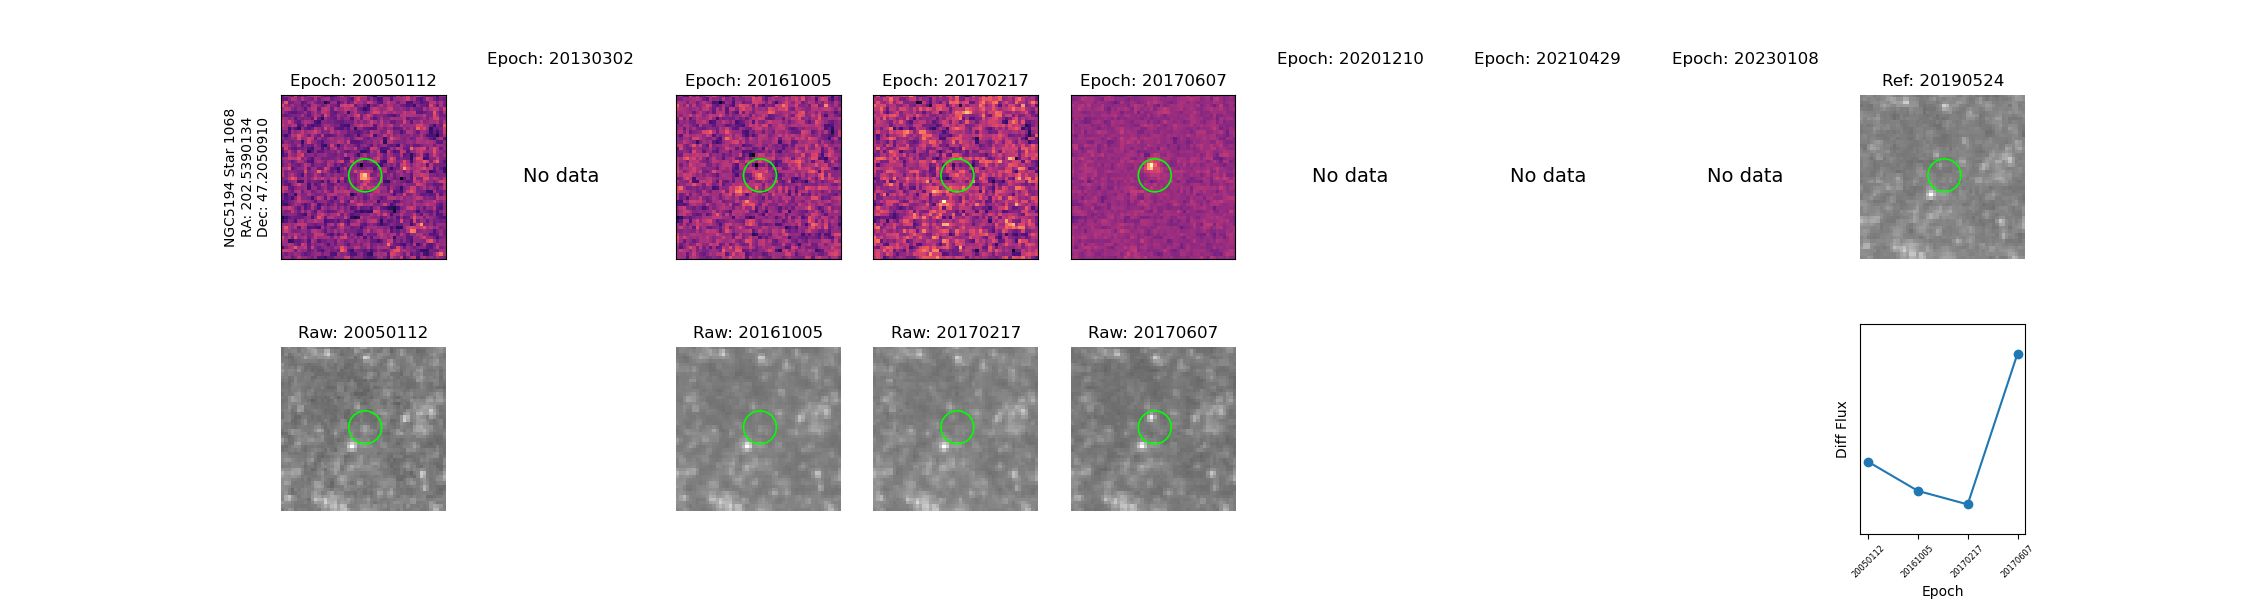 Epoch: 20130302
Epoch: 20201210
Epoch: 20210429
Epoch: 20230108
Epoch: 20050112
Epoch: 20161005
Epoch: 20170217
Epoch: 20170607
Ref: 20190524
NGC5194 Star 1068
RA: 202.5390134
Dec: 47.2050910
No data
No data
No data
No data
Raw: 20050112
Raw: 20161005
Raw: 20170217
Raw: 20170607
Diff Flux
20050112
20161005
20170217
20170607
Epoch